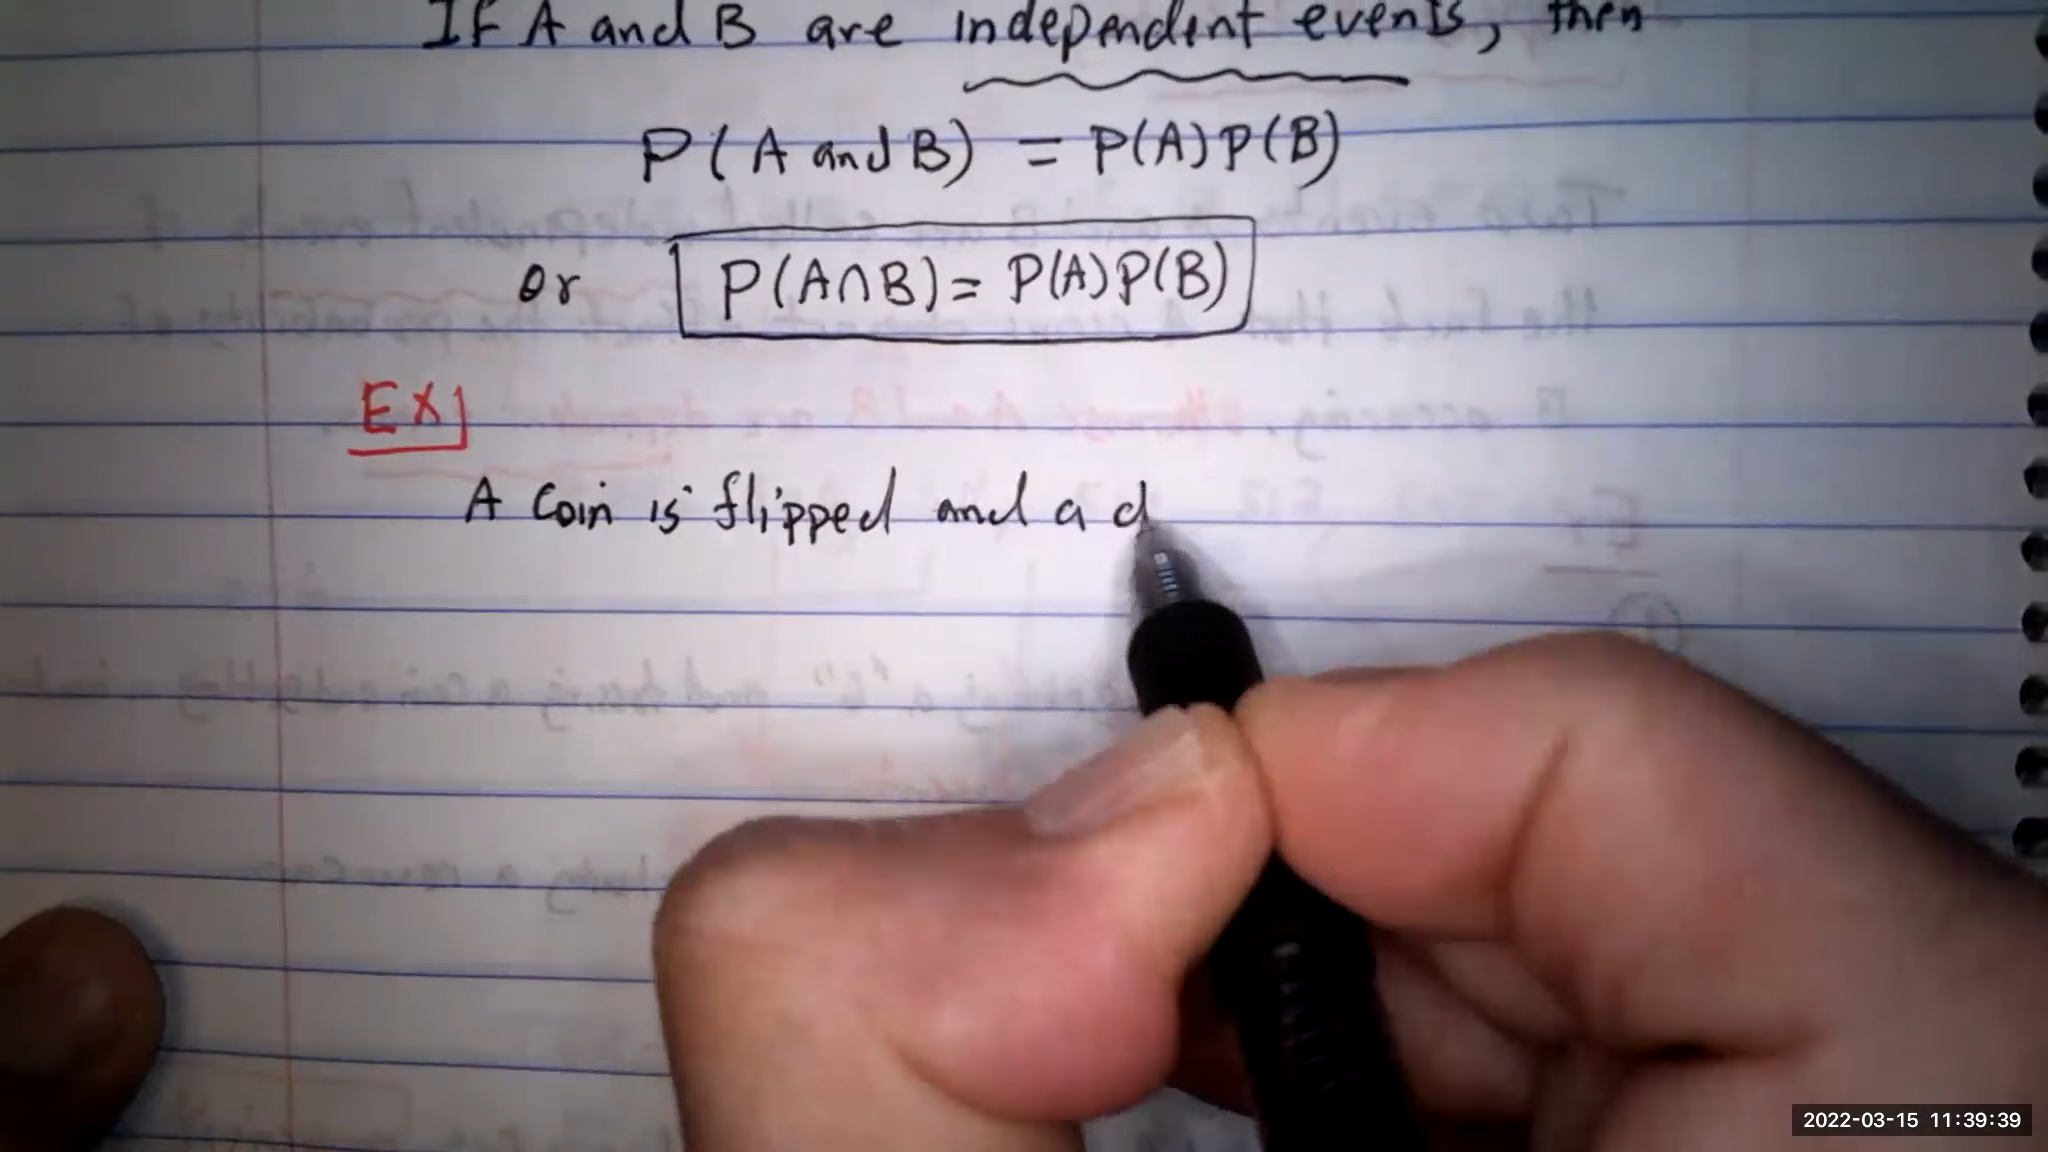 If A and B are independent events, then
P(A and B) = P(A)P(B)
or P(A∩B) = P(A)P(B)
EX
A coin is flipped and a d
2022-03-15 11:39:39